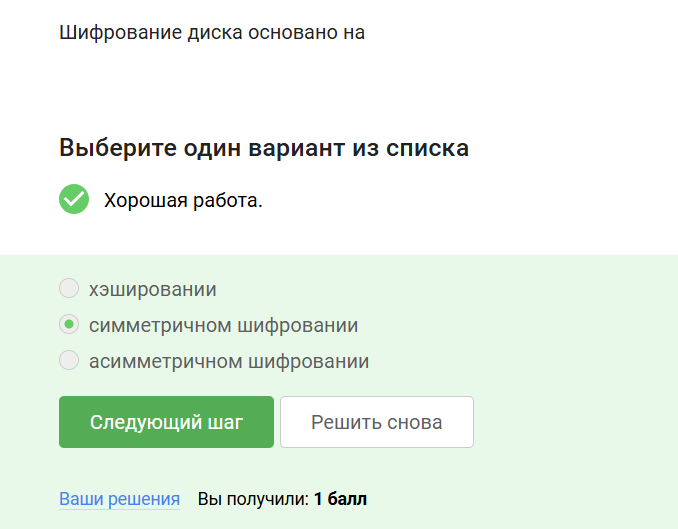 Шифрование диска основано на
Выберите один вариант из списка
Хорошая работа.
хэшировании
симметричном шифровании
асимметричном шифровании
Следующий шаг Решить снова
Ваши решения Вы получили: 1 балл